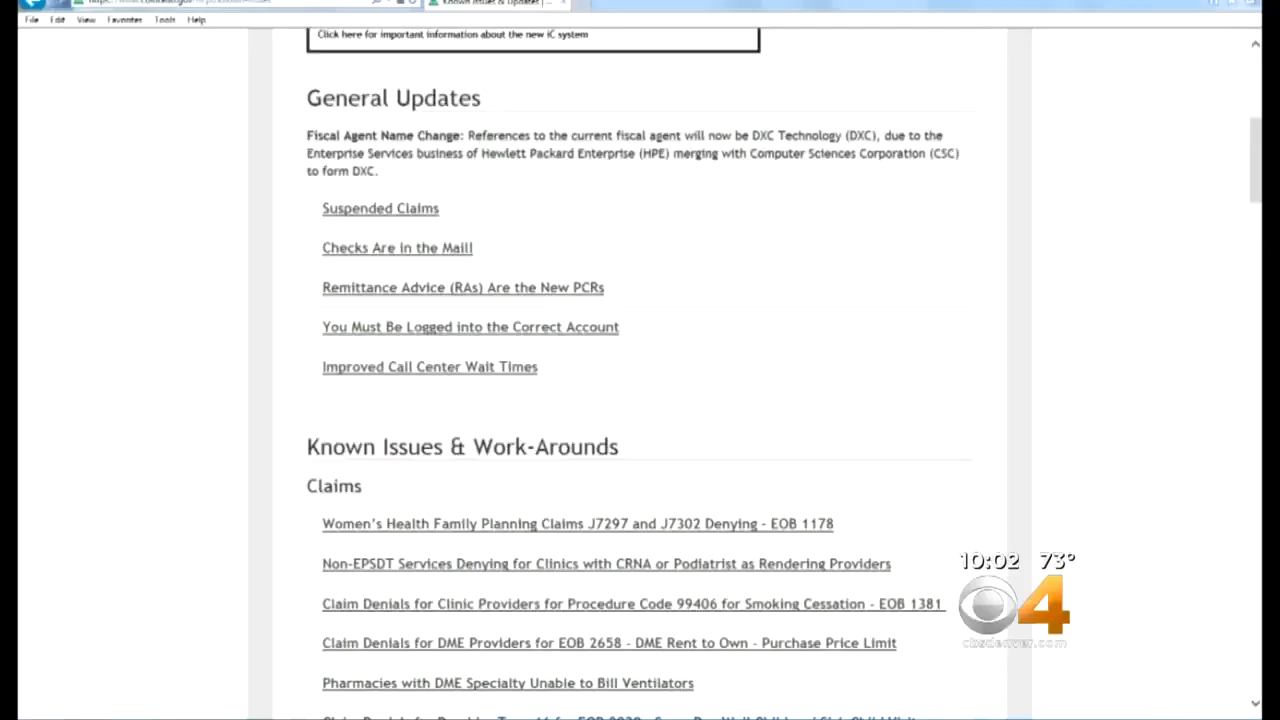 Known Issues & Updates |
File Edit View Favorites Tools Help
Click here for important information about the new iC system
General Updates
Fiscal Agent Name Change: References to the current fiscal agent will now be DXC Technology (DXC), due to the
Enterprise Services business of Hewlett Packard Enterprise (HPE) merging with Computer Sciences Corporation (CSC)
to form DXC.
Suspended Claims
Checks Are in the Mail!
Remittance Advice (RAs) Are the New PCRs
You Must Be Logged into the Correct Account
Improved Call Center Wait Times
Known Issues & Work-Arounds
Claims
Women's Health Family Planning Claims J7297 and J7302 Denying - EOB 1178
Non-EPSDT Services Denying for Clinics with CRNA or Podiatrist as Rendering Providers
Claim Denials for Clinic Providers for Procedure Code 99406 for Smoking Cessation - EOB 1381
Claim Denials for DME Providers for EOB 2658 - DME Rent to Own - Purchase Price Limit
Pharmacies with DME Specialty Unable to Bill Ventilators
10:02 73°
4
cbsdenver.com